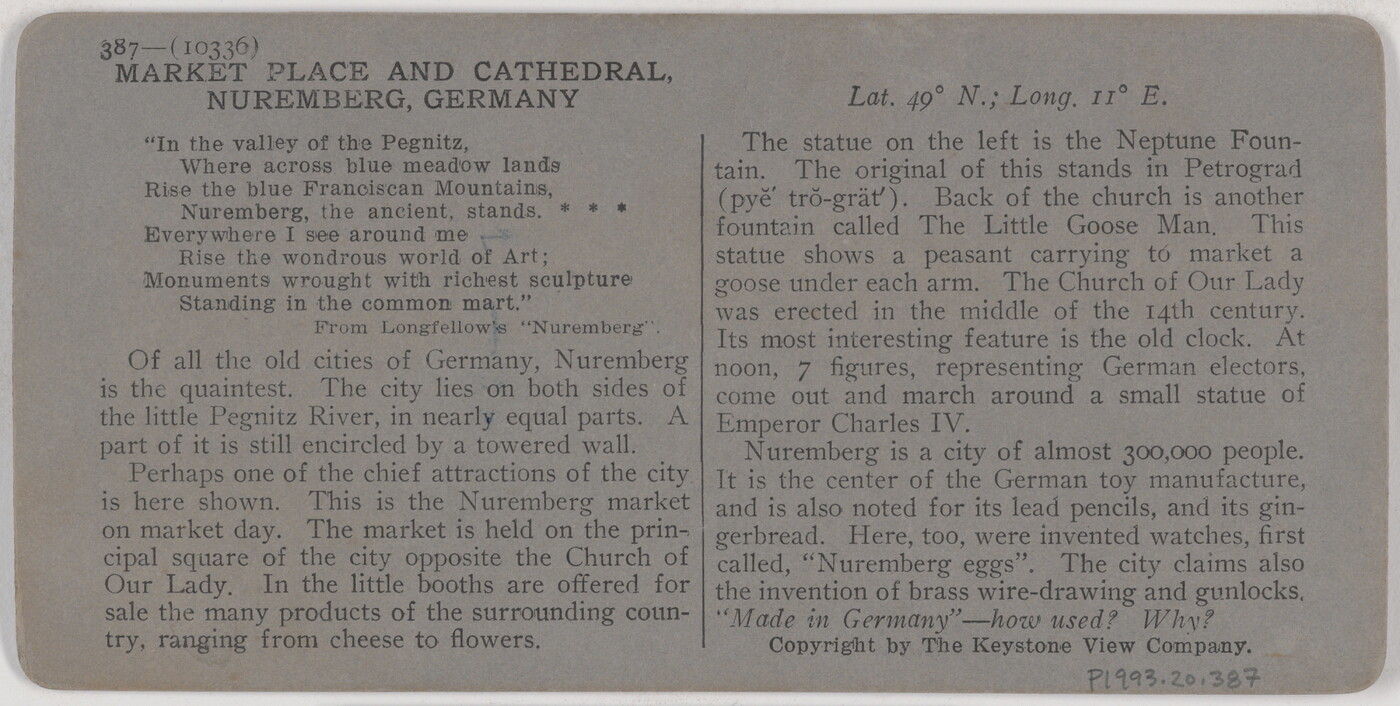 387—(10336)
MARKET PLACE AND CATHEDRAL,
NUREMBERG, GERMANY
"In the valley of the Pegnitz,
Where across blue meadow lands
Rise the blue Franciscan Mountains,
Nuremberg, the ancient, stands. * * *
Everywhere I see around me
Rise the wondrous world of Art;
Monuments wrought with richest sculpture
Standing in the common mart."
From Longfellow's "Nuremberg".
Of all the old cities of Germany, Nuremberg
is the quaintest. The city lies on both sides of
the little Pegnitz River, in nearly equal parts. A
part of it is still encircled by a towered wall.
Perhaps one of the chief attractions of the city
is here shown. This is the Nuremberg market
on market day. The market is held on the prin-
cipal square of the city opposite the Church of
Our Lady. In the little booths are offered for
sale the many products of the surrounding coun-
try, ranging from cheese to flowers.
Lat. 49° N.; Long. 11° E.
The statue on the left is the Neptune Foun-
tain. The original of this stands in Petrograd
(pyĕ′ trŏ-grät′). Back of the church is another
fountain called The Little Goose Man. This
statue shows a peasant carrying to market a
goose under each arm. The Church of Our Lady
was erected in the middle of the 14th century.
Its most interesting feature is the old clock. At
noon, 7 figures, representing German electors,
come out and march around a small statue of
Emperor Charles IV.
Nuremberg is a city of almost 300,000 people.
It is the center of the German toy manufacture,
and is also noted for its lead pencils, and its gin-
gerbread. Here, too, were invented watches, first
called, "Nuremberg eggs". The city claims also
the invention of brass wire-drawing and gunlocks.
"Made in Germany"—how used? Why?
Copyright by The Keystone View Company.
P1993.20.387